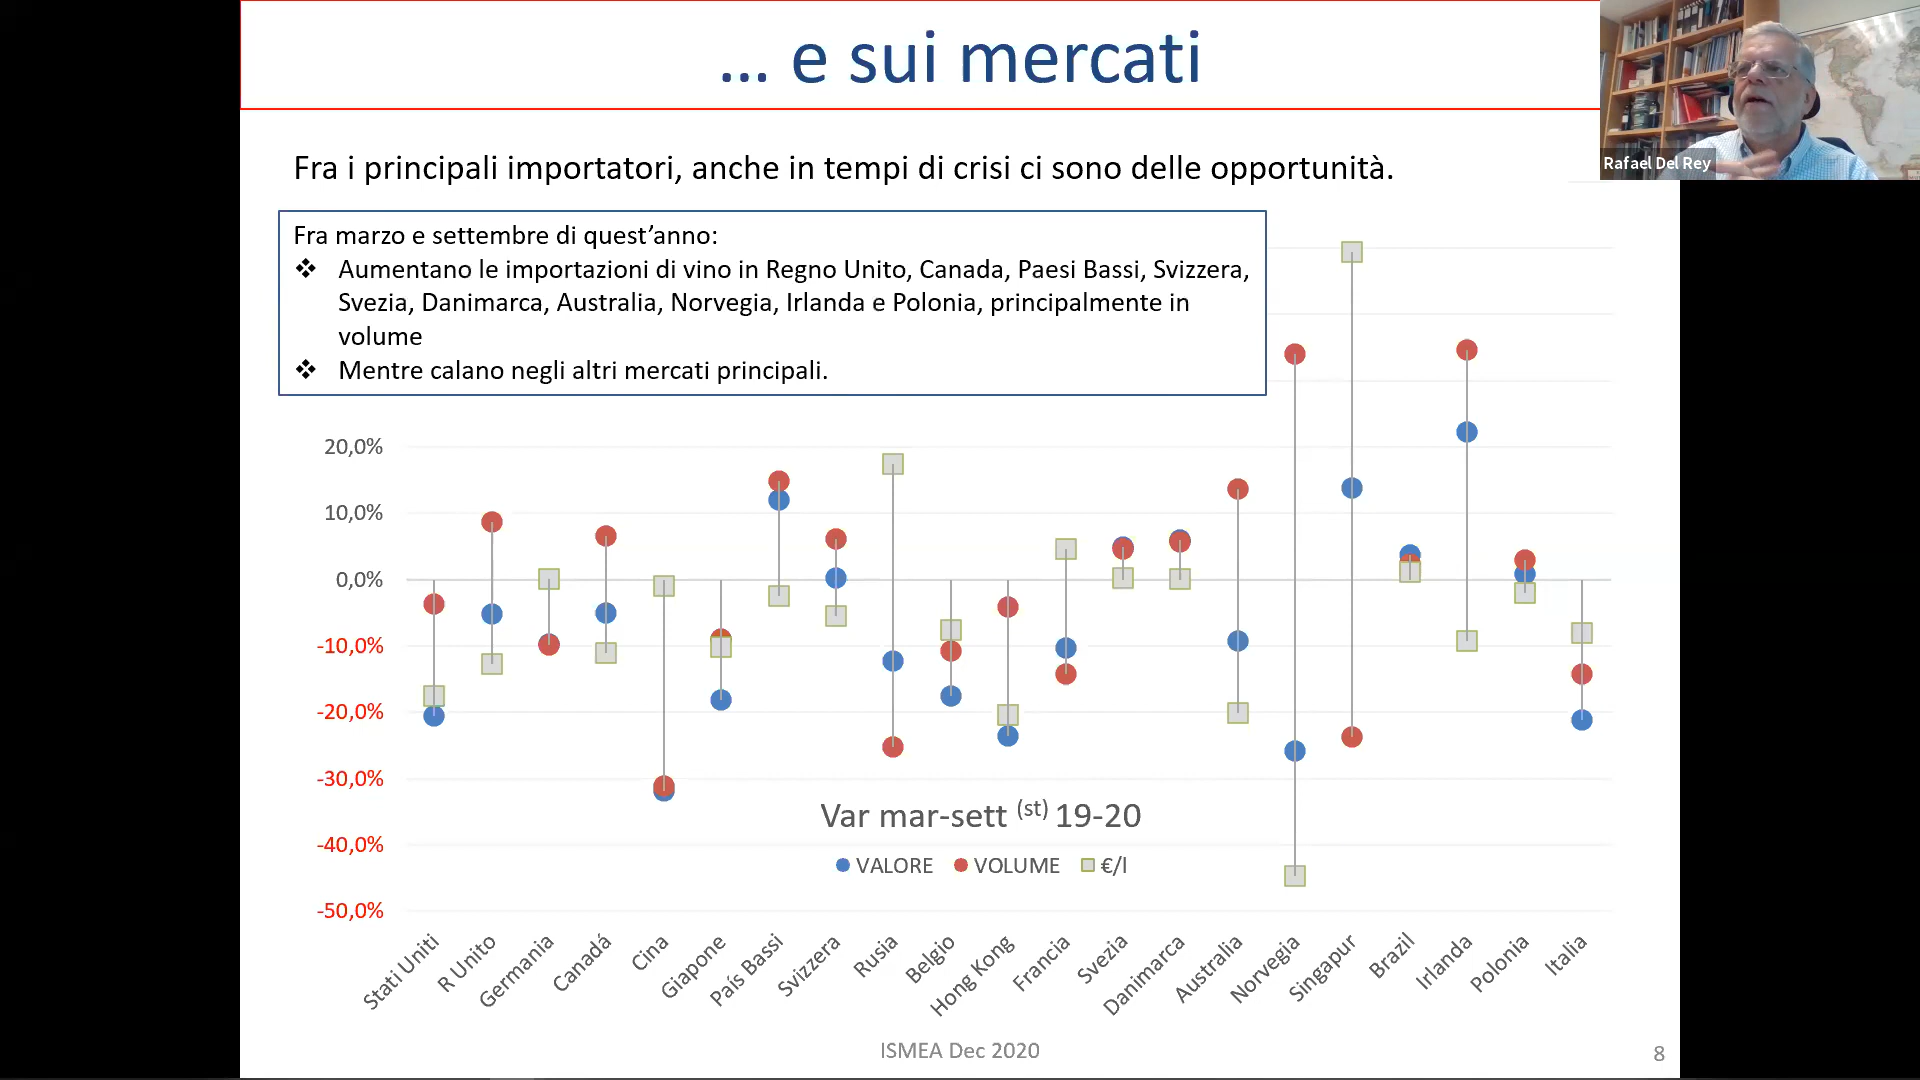 ... e sui mercati
Rafael Del Rey
Fra i principali importatori, anche in tempi di crisi ci sono delle opportunità.
Fra marzo e settembre di quest’anno:
❖ Aumentano le importazioni di vino in Regno Unito, Canada, Paesi Bassi, Svizzera,
Svezia, Danimarca, Australia, Norvegia, Irlanda e Polonia, principalmente in
volume
❖ Mentre calano negli altri mercati principali.
20,0%
10,0%
0,0%
-10,0%
-20,0%
-30,0%
-40,0%
-50,0%
Var mar-sett (st) 19-20
VALORE VOLUME €/l
Stati Uniti
R Unito
Germania
Canadá
Cina
Giapone
País Bassi
Svizzera
Rusia
Belgio
Hong Kong
Francia
Svezia
Danimarca
Australia
Norvegia
Singapur
Brazil
Irlanda
Polonia
Italia
ISMEA Dec 2020
8